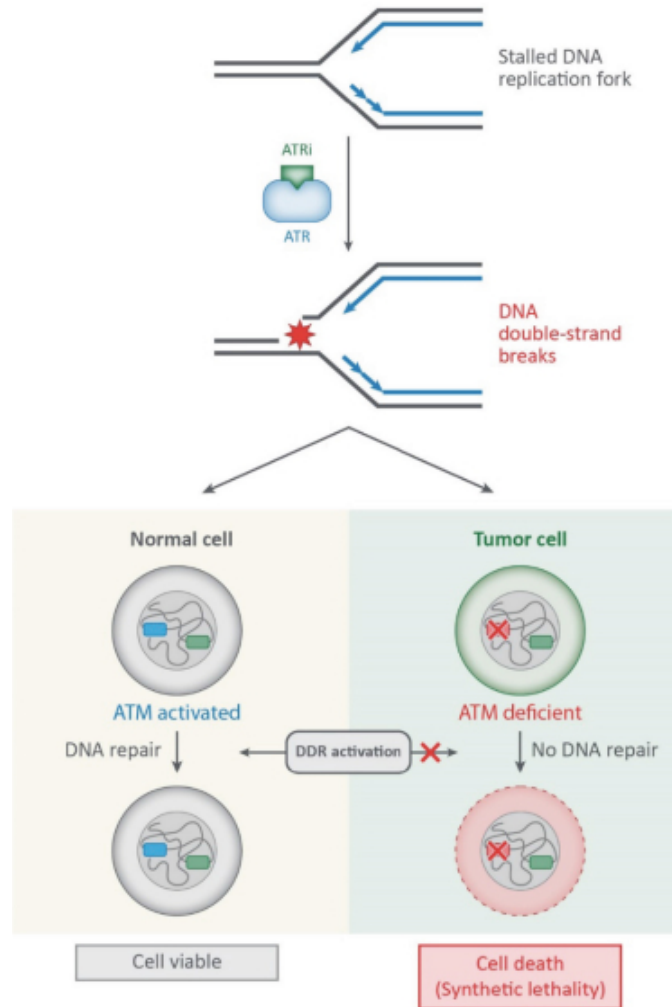 Stalled DNA
replication fork
ATRi
ATR
DNA
double-strand
breaks
Normal cell
Tumor cell
ATM activated
ATM deficient
DNA repair
DDR activation
No DNA repair
Cell viable
Cell death
(Synthetic lethality)